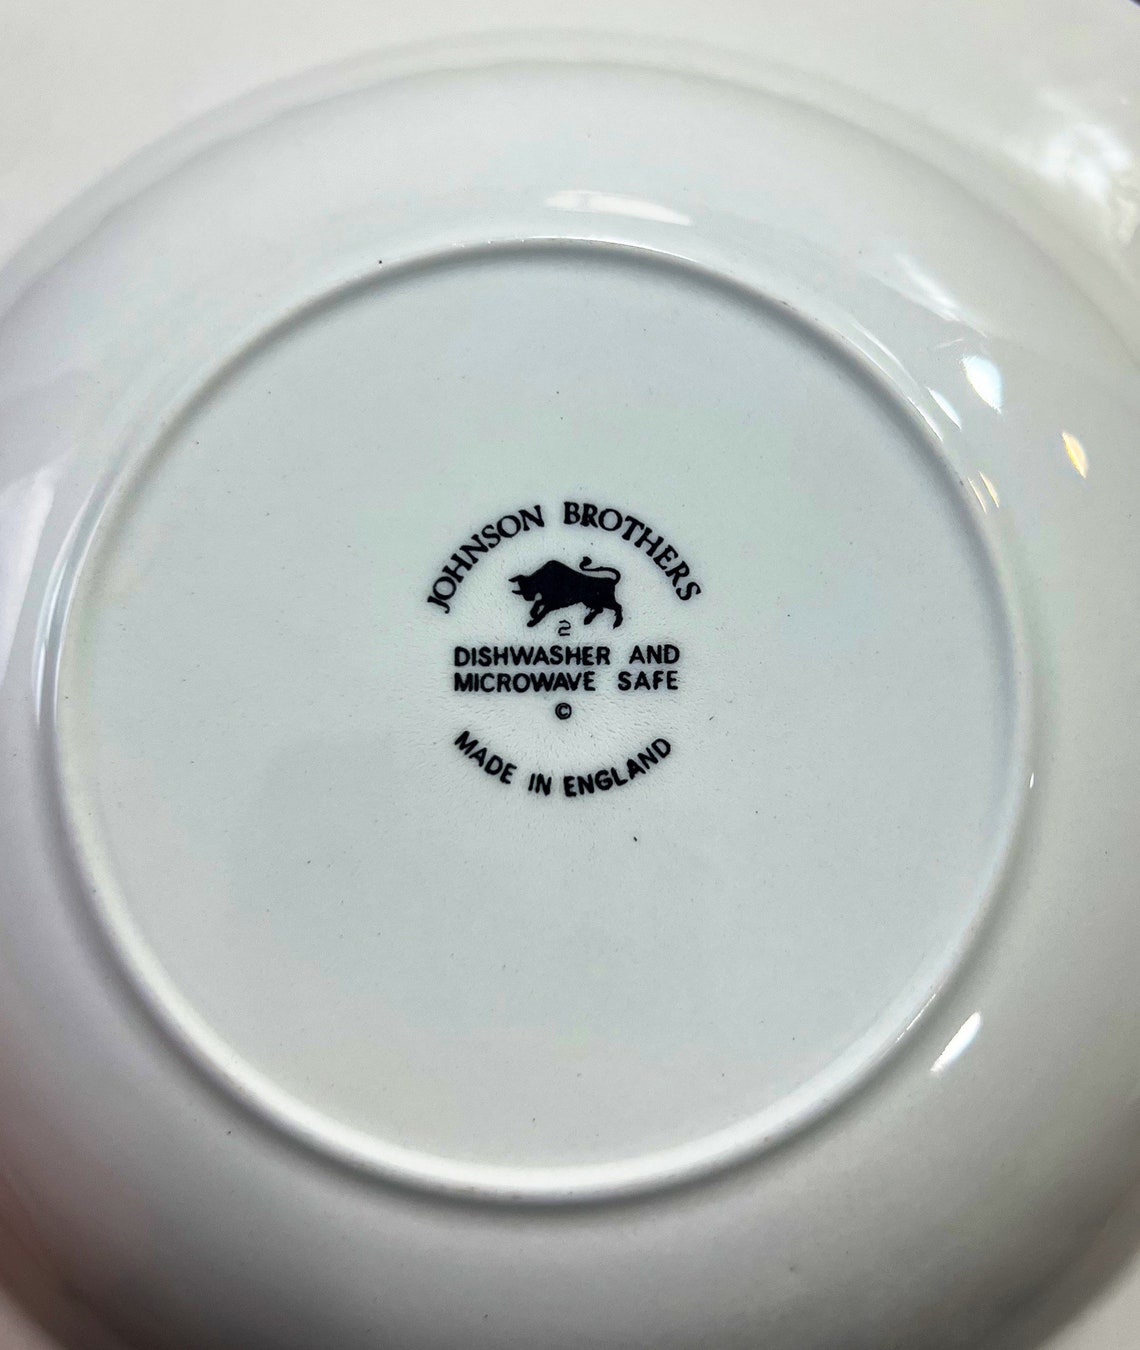 JOHNSON BROTHERS
2
DISHWASHER AND
MICROWAVE SAFE
©
MADE IN ENGLAND